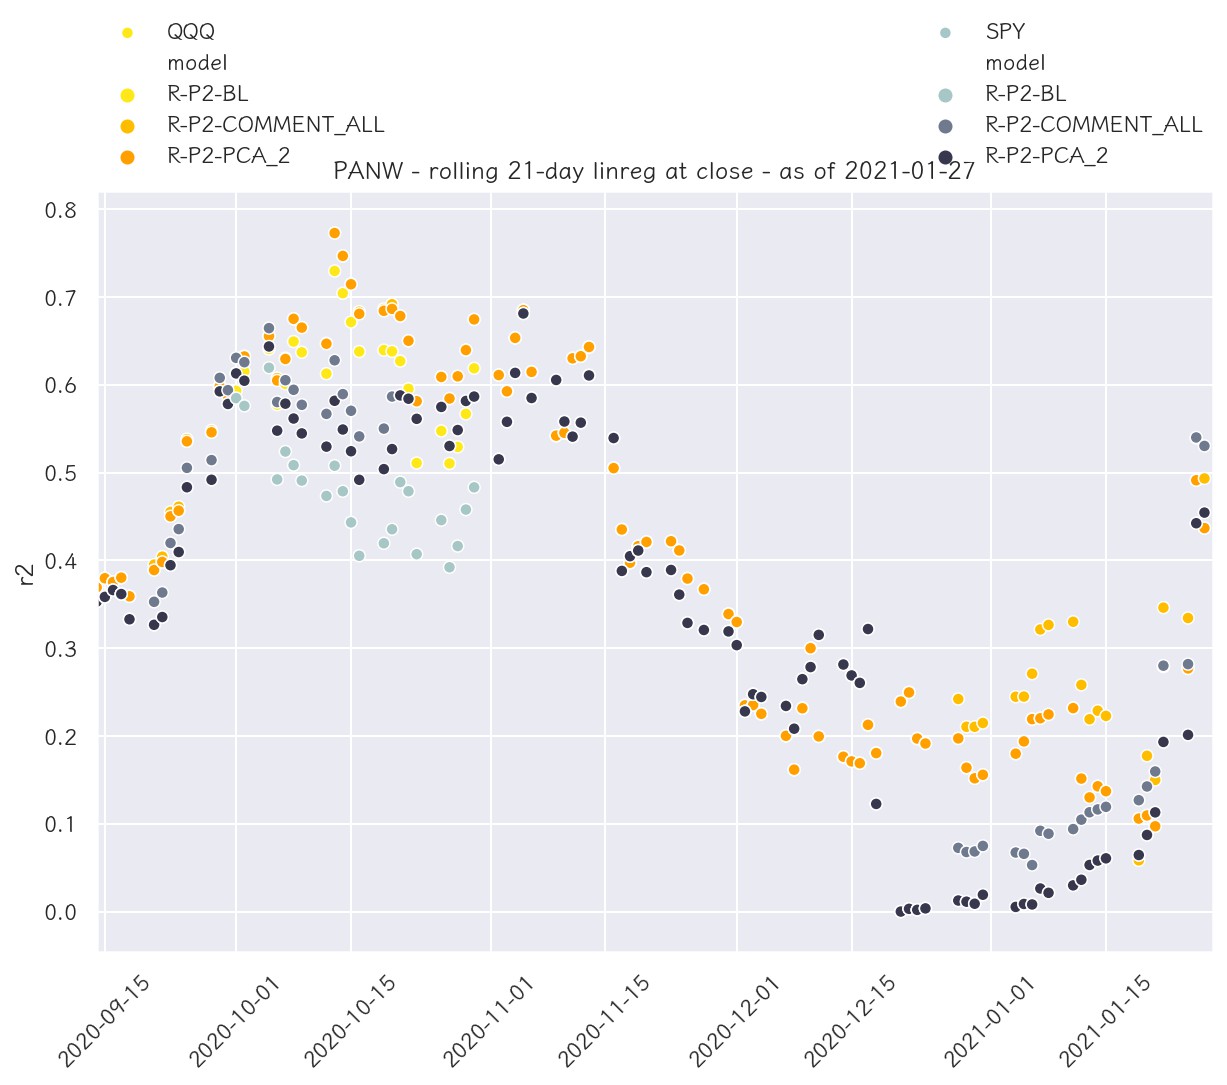 QQQ
model
R-P2-BL
R-P2-COMMENT_ALL
R-P2-PCA_2
SPY
model
R-P2-BL
R-P2-COMMENT_ALL
R-P2-PCA_2
PANW - rolling 21-day linreg at close - as of 2021-01-27
r2
0.8
0.7
0.6
0.5
0.4
0.3
0.2
0.1
0.0
2020-09-15
2020-10-01
2020-10-15
2020-11-01
2020-11-15
2020-12-01
2020-12-15
2021-01-01
2021-01-15